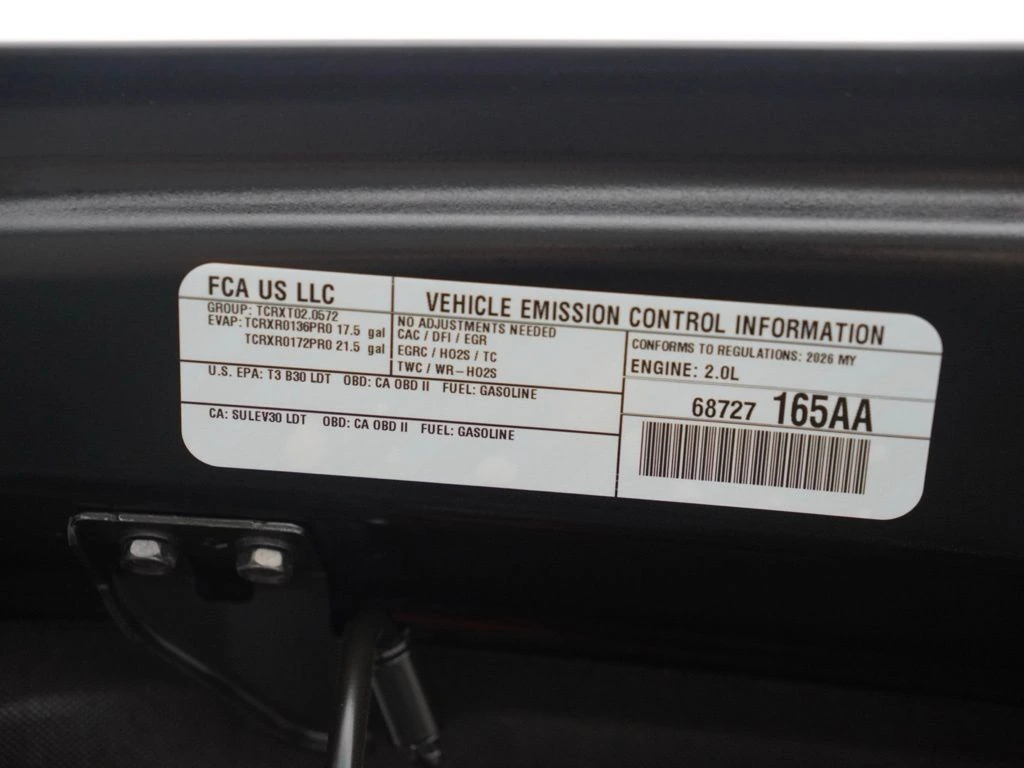 FCA US LLC
GROUP: TCRXT02.0572
EVAP: TCRXR0136PR0 17.5 gal
TCRXR0172PR0 21.5 gal
VEHICLE EMISSION CONTROL INFORMATION
NO ADJUSTMENTS NEEDED
CAC / DFI / EGR
EGRC / HO2S / TC
TWC / WR-HO2S
CONFORMS TO REGULATIONS: 2026 MY
ENGINE: 2.0L
U.S. EPA: T3 B30 LDT OBD: CA OBD II FUEL: GASOLINE
CA: SULEV30 LDT OBD: CA OBD II FUEL: GASOLINE
68727 165AA